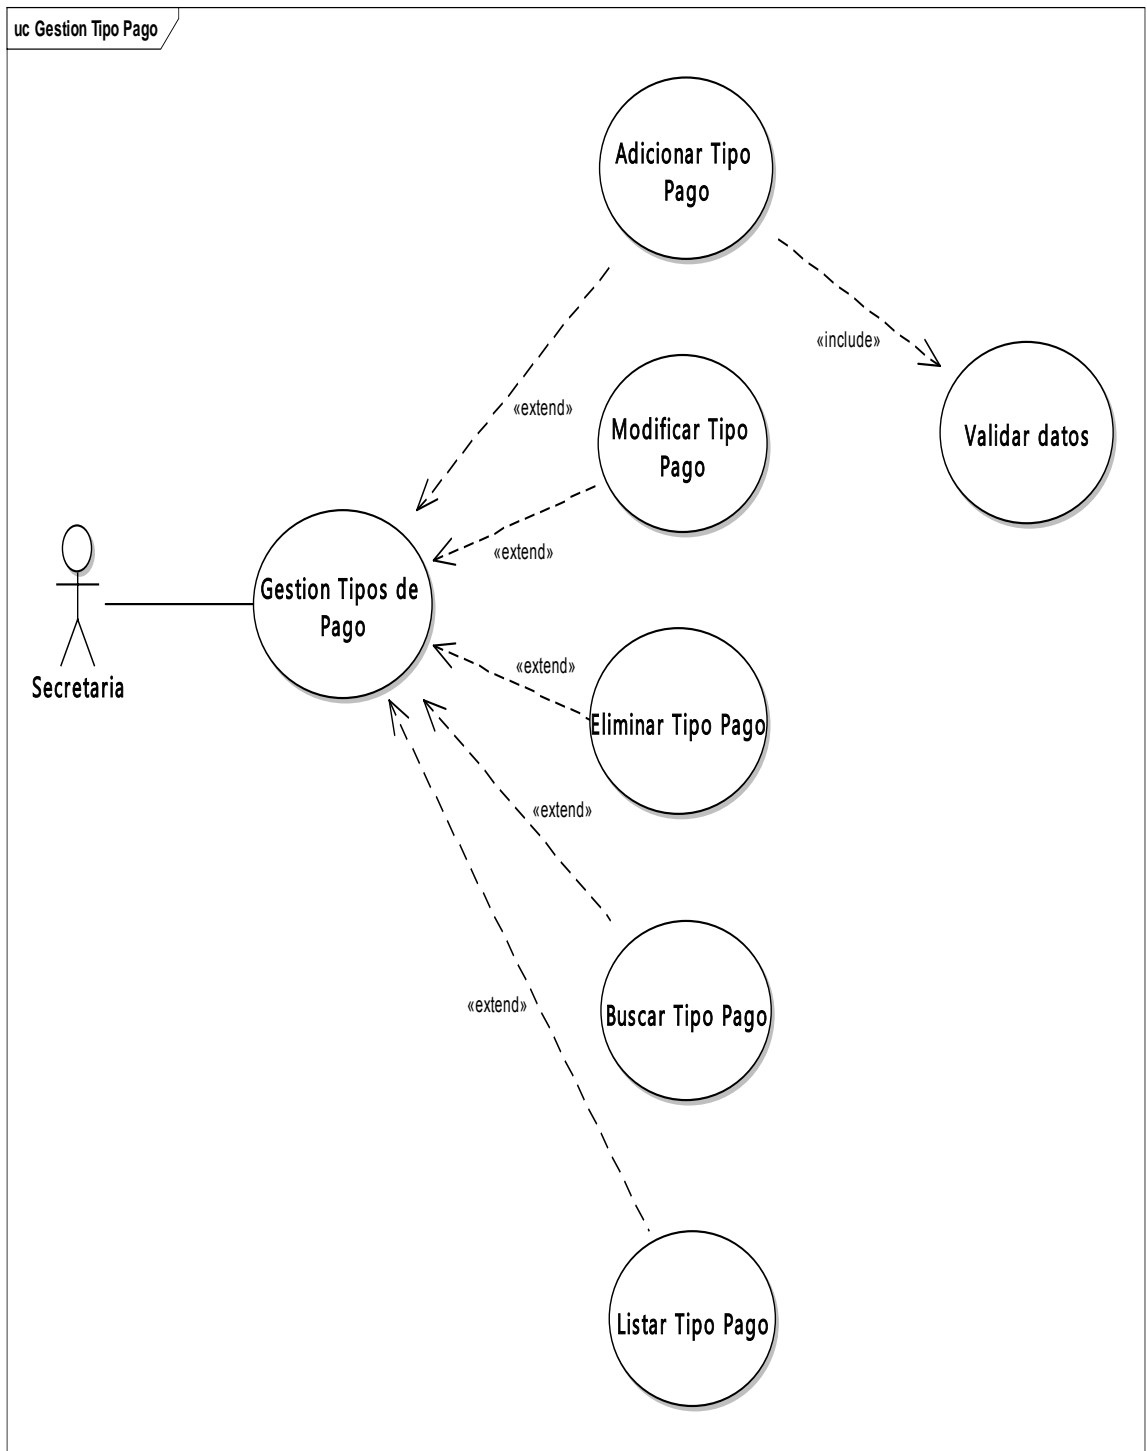 uc Gestion Tipo Pago
Adicionar Tipo
Pago
«include»
«extend»
Modificar Tipo
Pago
Validar datos
«extend»
Gestion Tipos de
Pago
Secretaria
«extend»
Eliminar Tipo Pago
«extend»
Buscar Tipo Pago
«extend»
Listar Tipo Pago